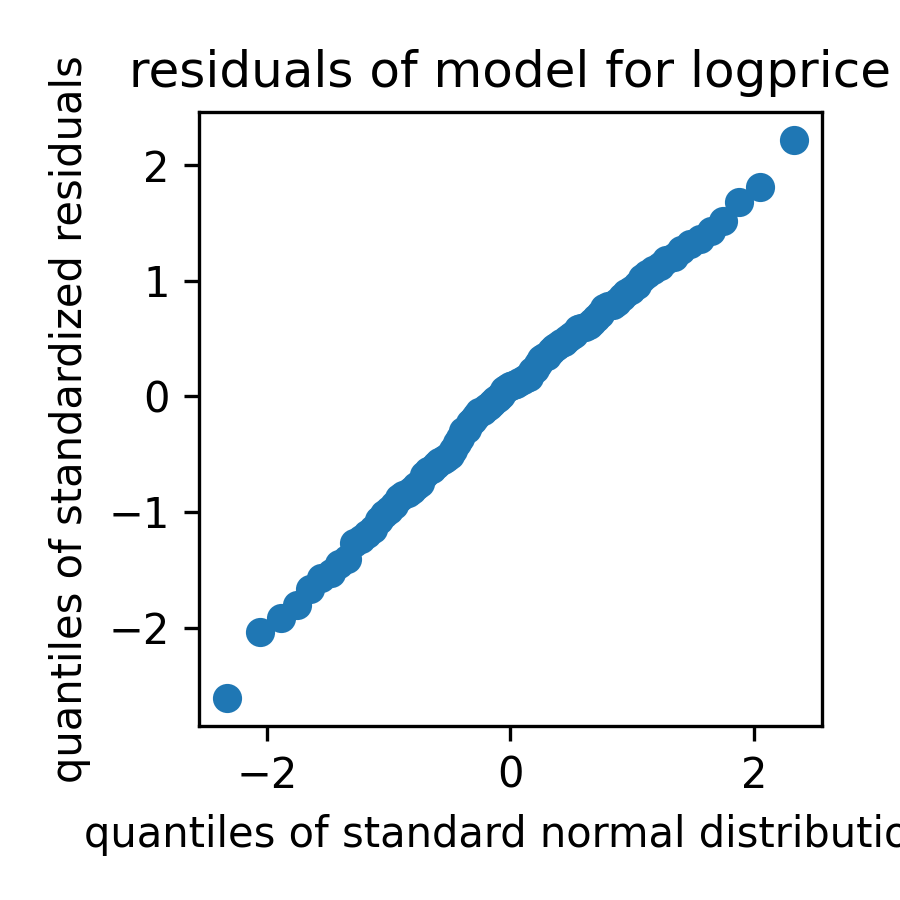 residuals of model for logprice
quantiles of standardized residuals
2
1
0
−1
−2
−2
0
2
quantiles of standard normal distributio